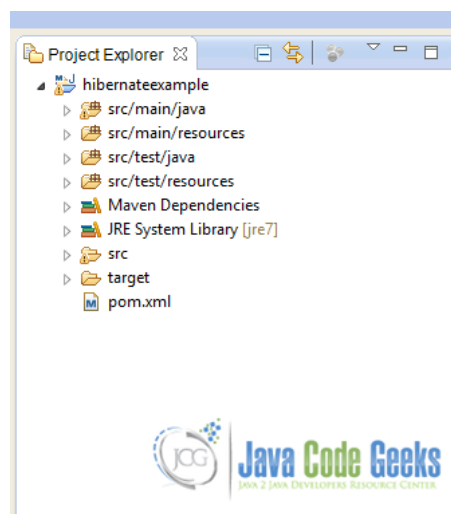 Project Explorer
hibernateexample
src/main/java
src/main/resources
src/test/java
src/test/resources
Maven Dependencies
JRE System Library [jre7]
src
target
M pom.xml
JCG
Java Code Geeks
JAVA 2 JAVA DEVELOPERS RESOURCE CENTER